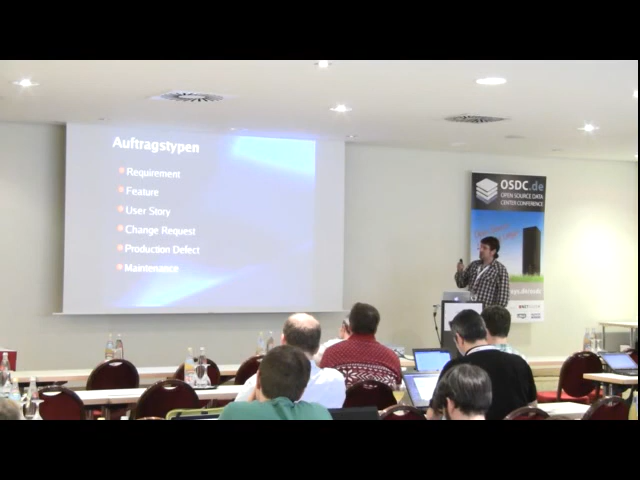 Auftragstypen
Requirement
Feature
User Story
Change Request
Production Defect
Maintenance
OSDC.de
OPEN SOURCE DATA
CENTER CONFERENCE